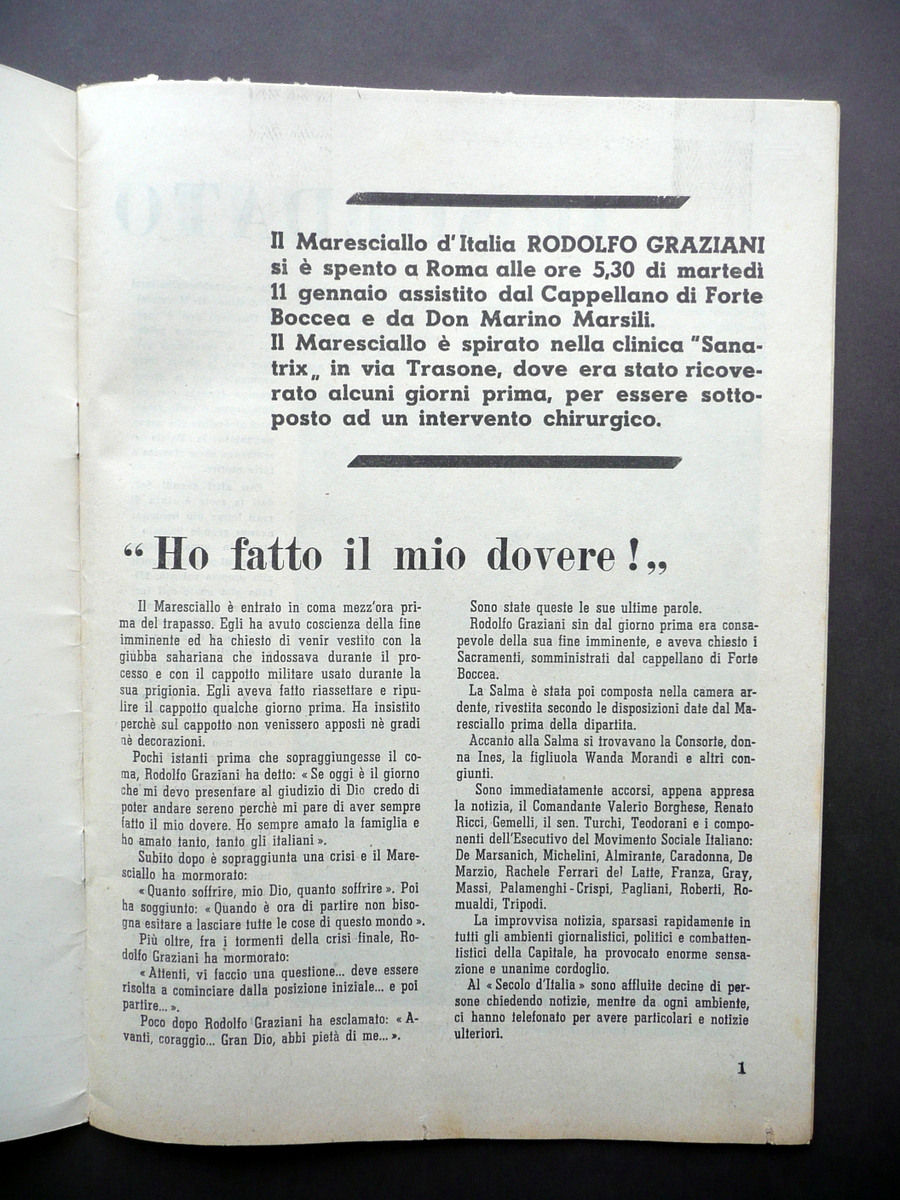 Il Maresciallo d'Italia RODOLFO GRAZIANI
si è spento a Roma alle ore 5,30 di martedì
11 gennaio assistito dal Cappellano di Forte
Boccea e da Don Marino Marsili.
Il Maresciallo è spirato nella clinica "Sana-
trix„ in via Trasone, dove era stato ricove-
rato alcuni giorni prima, per essere sotto-
posto ad un intervento chirurgico.
“Ho fatto il mio dovere!„
Il Maresciallo è entrato in coma mezz'ora pri-
ma del trapasso. Egli ha avuto coscienza della fine
imminente ed ha chiesto di venir vestito con la
giubba sahariana che indossava durante il pro-
cesso e con il cappotto militare usato durante la
sua prigionia. Egli aveva fatto riassettare e ripu-
lire il cappotto qualche giorno prima. Ha insistito
perchè sul cappotto non venissero apposti nè gradi
nè decorazioni.
Pochi istanti prima che sopraggiungesse il co-
ma, Rodolfo Graziani ha detto: « Se oggi è il giorno
che mi devo presentare al giudizio di Dio credo di
poter andare sereno perchè mi pare di aver sempre
fatto il mio dovere. Ho sempre amato la famiglia e
ho amato tanto, tanto gli italiani ».
Subito dopo è sopraggiunta una crisi e il Mare-
sciallo ha mormorato:
« Quanto soffrire, mio Dio, quanto soffrire ». Poi
ha soggiunto: « Quando è ora di partire non biso-
gna esitare a lasciare tutte le cose di questo mondo ».
Più oltre, fra i tormenti della crisi finale, Ro-
dolfo Graziani ha mormorato:
« Attenti, vi faccio una questione... deve essere
risolta a cominciare dalla posizione iniziale... e poi
partire... ».
Poco dopo Rodolfo Graziani ha esclamato: « A-
vanti, coraggio... Gran Dio, abbi pietà di me... ».
Sono state queste le sue ultime parole.
Rodolfo Graziani sin dal giorno prima era consa-
pevole della sua fine imminente, e aveva chiesto i
Sacramenti, somministrati dal cappellano di Forte
Boccea.
La Salma è stata poi composta nella camera ar-
dente, rivestita secondo le disposizioni date dal Ma-
resciallo prima della dipartita.
Accanto alla Salma si trovavano la Consorte, don-
na Ines, la figliuola Wanda Morandi e altri con-
giunti.
Sono immediatamente accorsi, appena appresa
la notizia, il Comandante Valerio Borghese, Renato
Ricci, Gemelli, il sen. Turchi, Teodorani e i compo-
nenti dell'Esecutivo del Movimento Sociale Italiano:
De Marsanich, Michelini, Almirante, Caradonna, De
Marzio, Rachele Ferrari del Latte, Franza, Gray,
Massi, Palamenghi-Crispi, Pagliani, Roberti, Ro-
mualdi, Tripodi.
La improvvisa notizia, sparsasi rapidamente in
tutti gli ambienti giornalistici, politici e combatten-
tistici della Capitale, ha provocato enorme sensa-
zione e unanime cordoglio.
Al « Secolo d'Italia » sono affluite decine di per-
sone chiedendo notizie, mentre da ogni ambiente,
ci hanno telefonato per avere particolari e notizie
ulteriori.
1